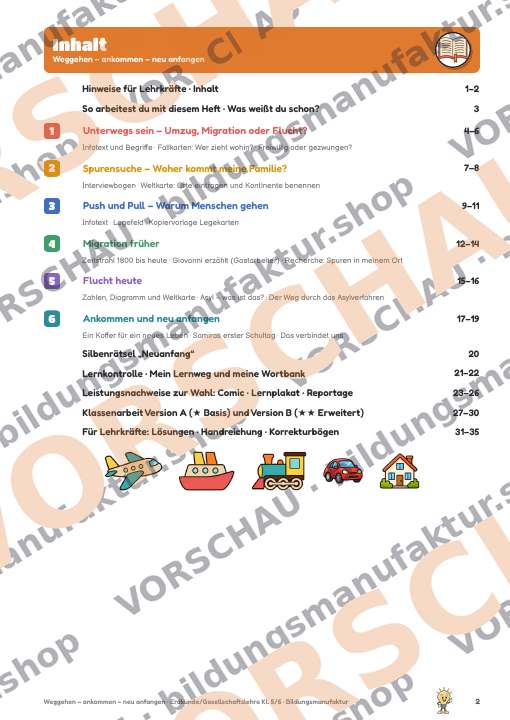 Inhalt
Weggehen – ankommen – neu anfangen
Hinweise für Lehrkräfte · Inhalt 1–2
So arbeitest du mit diesem Heft · Was weißt du schon? 3
1 Unterwegs sein – Umzug, Migration oder Flucht? 4–6
Infotext und Begriffe · Fallkarten: Wer zieht wohin? · Freiwillig oder gezwungen?
2 Spurensuche – Woher kommt meine Familie? 7–8
Interviewbogen · Weltkarte: Orte eintragen und Kontinente benennen
3 Push und Pull – Warum Menschen gehen 9–11
Infotext · Legefeld · Kopiervorlage Legekarten
4 Migration früher 12–14
Zeitstrahl 1800 bis heute · Giovanni erzählt (Gastarbeiter) · Recherche: Spuren in meinem Ort
5 Flucht heute 15–16
Zahlen, Diagramm und Weltkarte · Asyl – was ist das? · Der Weg durch das Asylverfahren
6 Ankommen und neu anfangen 17–19
Ein Koffer für ein neues Leben · Samiras erster Schultag · Das verbindet uns
Silbenrätsel „Neuanfang“ 20
Lernkontrolle · Mein Lernweg und meine Wortbank 21–22
Leistungsnachweise zur Wahl: Comic · Lernplakat · Reportage 23–26
Klassenarbeit Version A (★ Basis) und Version B (★★ Erweitert) 27–30
Für Lehrkräfte: Lösungen · Handreichung · Korrekturbögen 31–35
Weggehen – ankommen – neu anfangen · Erdkunde/Gesellschaftslehre Kl. 5/6 · Bildungsmanufaktur 2
VORSCHAU · bildungsmanufaktur.shop
VORSCHAU